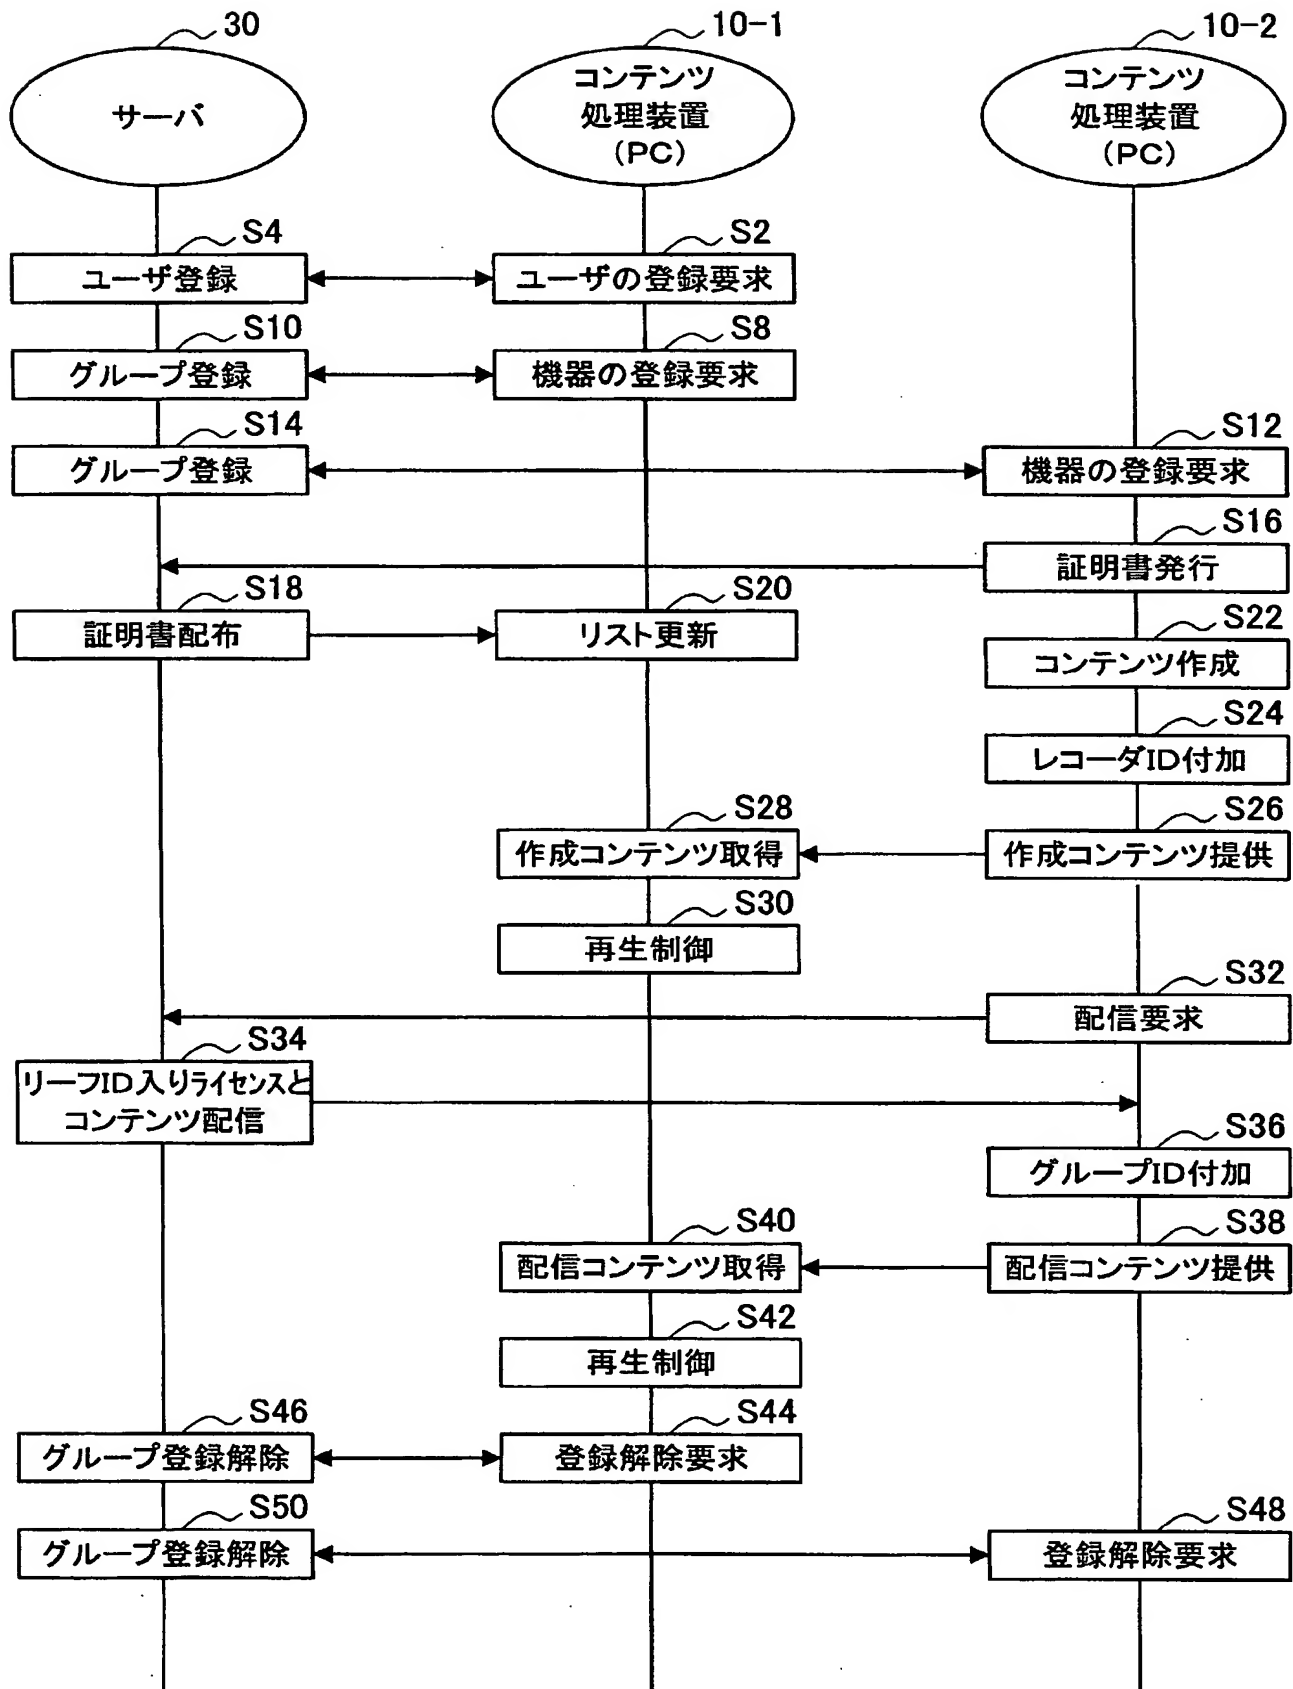 30
10-1
10-2
サーバ
コンテンツ
処理装置
(PC)
コンテンツ
処理装置
(PC)
S4
S2
ユーザ登録
ユーザの登録要求
S10
S8
グループ登録
機器の登録要求
S14
S12
グループ登録
機器の登録要求
S16
証明書発行
S18
S20
証明書配布
リスト更新
S22
コンテンツ作成
S24
レコーダID付加
S28
S26
作成コンテンツ取得
作成コンテンツ提供
S30
再生制御
S32
配信要求
S34
リーフID入りライセンスと
コンテンツ配信
S36
グループID付加
S40
S38
配信コンテンツ取得
配信コンテンツ提供
S42
再生制御
S46
S44
グループ登録解除
登録解除要求
S50
S48
グループ登録解除
登録解除要求